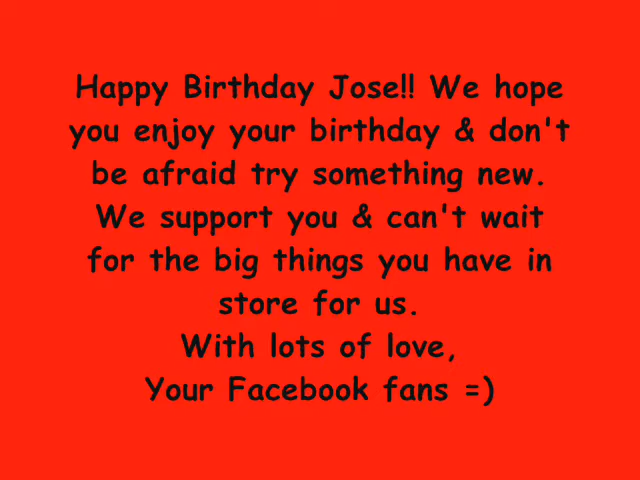 Happy Birthday Jose!! We hope
you enjoy your birthday & don't
be afraid try something new.
We support you & can't wait
for the big things you have in
store for us.
With lots of love,
Your Facebook fans =)